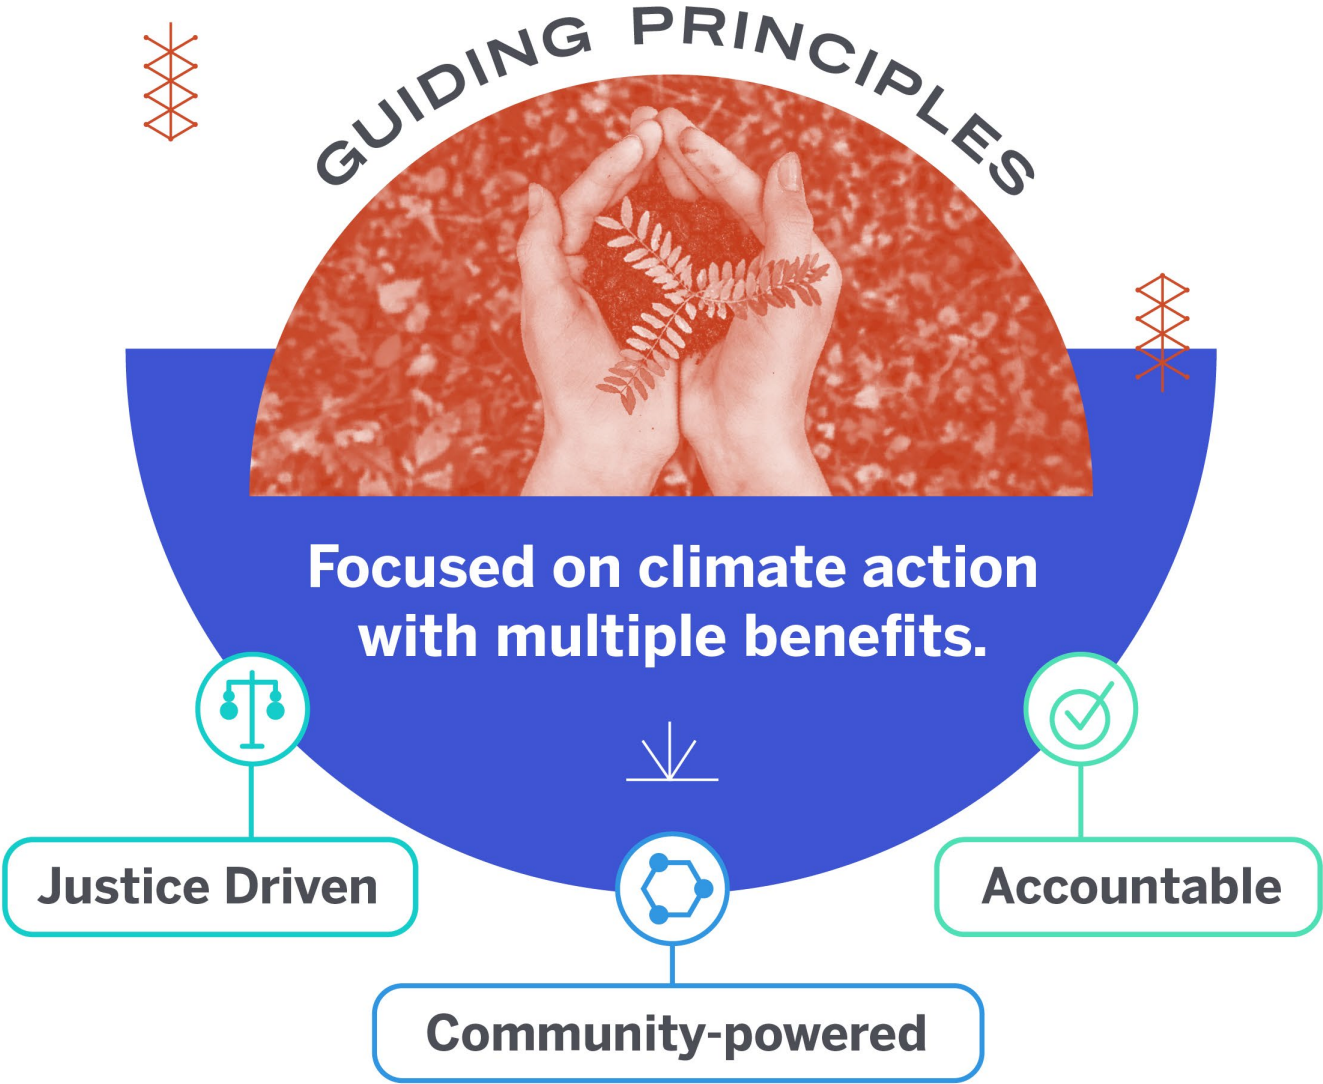 GUIDING PRINCIPLES
Focused on climate action
with multiple benefits.
Justice Driven
Accountable
Community-powered